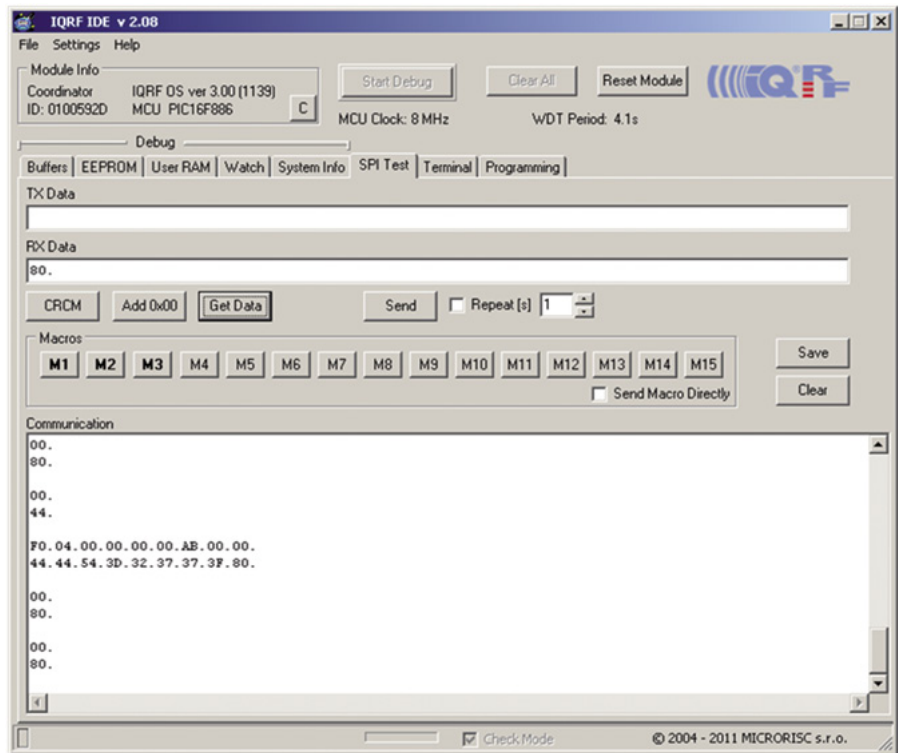 IQRF IDE v 2.08
File Settings Help
Module Info
Coordinator IQRF OS ver 3.00 (1139)
ID: 0100592D MCU PIC16F886
C
Start Debug
Clear All
Reset Module
IQRF
MCU Clock: 8 MHz
WDT Period: 4.1s
Debug
Buffers EEPROM User RAM Watch System Info SPI Test Terminal Programming
TX Data
RX Data
80.
CRCM Add 0x00 Get Data Send Repeat [s] 1
Macros
M1 M2 M3 M4 M5 M6 M7 M8 M9 M10 M11 M12 M13 M14 M15
Send Macro Directly
Save
Clear
Communication
00.
80.
00.
44.
F0.04.00.00.00.00.AB.00.00.
44.44.54.3D.32.37.37.3F.80.
00.
80.
00.
80.
Check Mode
© 2004 - 2011 MICRORISC s.r.o.